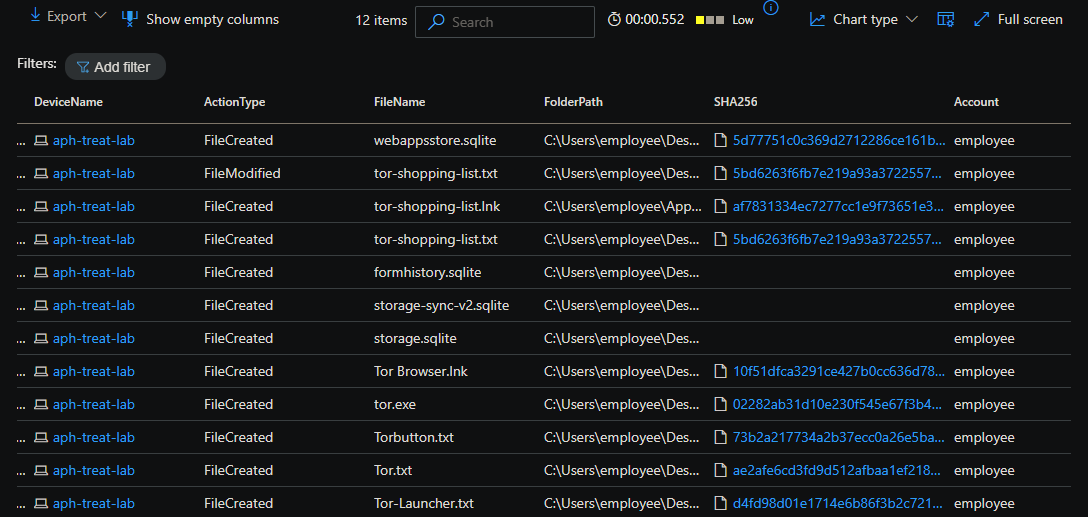 Export Show empty columns 12 items Search 00:00.552 Low Chart type Full screen
Filters: Add filter
DeviceName ActionType FileName FolderPath SHA256 Account
... aph-treat-lab FileCreated webappsstore.sqlite C:\Users\employee\Des... 5d77751c0c369d2712286ce161b... employee
... aph-treat-lab FileModified tor-shopping-list.txt C:\Users\employee\Des... 5bd6263f6fb7e219a93a3722557... employee
... aph-treat-lab FileCreated tor-shopping-list.lnk C:\Users\employee\App... af7831334ec7277cc1e9f73651e3... employee
... aph-treat-lab FileCreated tor-shopping-list.txt C:\Users\employee\Des... 5bd6263f6fb7e219a93a3722557... employee
... aph-treat-lab FileCreated formhistory.sqlite C:\Users\employee\Des... employee
... aph-treat-lab FileCreated storage-sync-v2.sqlite C:\Users\employee\Des... employee
... aph-treat-lab FileCreated storage.sqlite C:\Users\employee\Des... employee
... aph-treat-lab FileCreated Tor Browser.lnk C:\Users\employee\Des... 10f51dfca3291ce427b0cc636d78... employee
... aph-treat-lab FileCreated tor.exe C:\Users\employee\Des... 02282ab31d10e230f545e67f3b4... employee
... aph-treat-lab FileCreated Torbutton.txt C:\Users\employee\Des... 73b2a217734a2b37ecc0a26e5ba... employee
... aph-treat-lab FileCreated Tor.txt C:\Users\employee\Des... ae2afe6cd3fd9d512afbaa1ef218... employee
... aph-treat-lab FileCreated Tor-Launcher.txt C:\Users\employee\Des... d4fd98d01e1714e6b86f3b2c721... employee